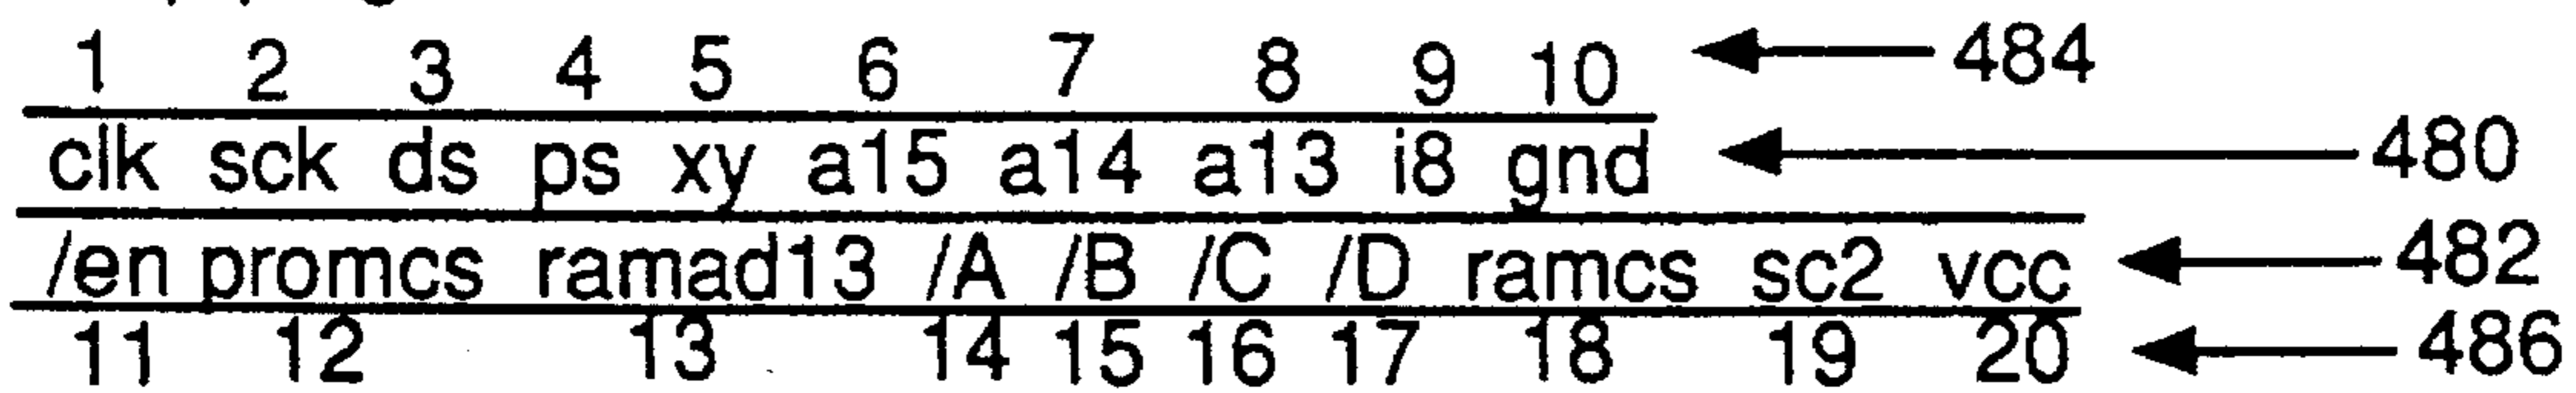 1 2 3 4 5 6 7 8 9 10 484
clk sck ds ps xy a15 a14 a13 i8 gnd 480
/en promcs ramad13 /A /B /C /D ramcs sc2 vcc 482
11 12 13 14 15 16 17 18 19 20 486